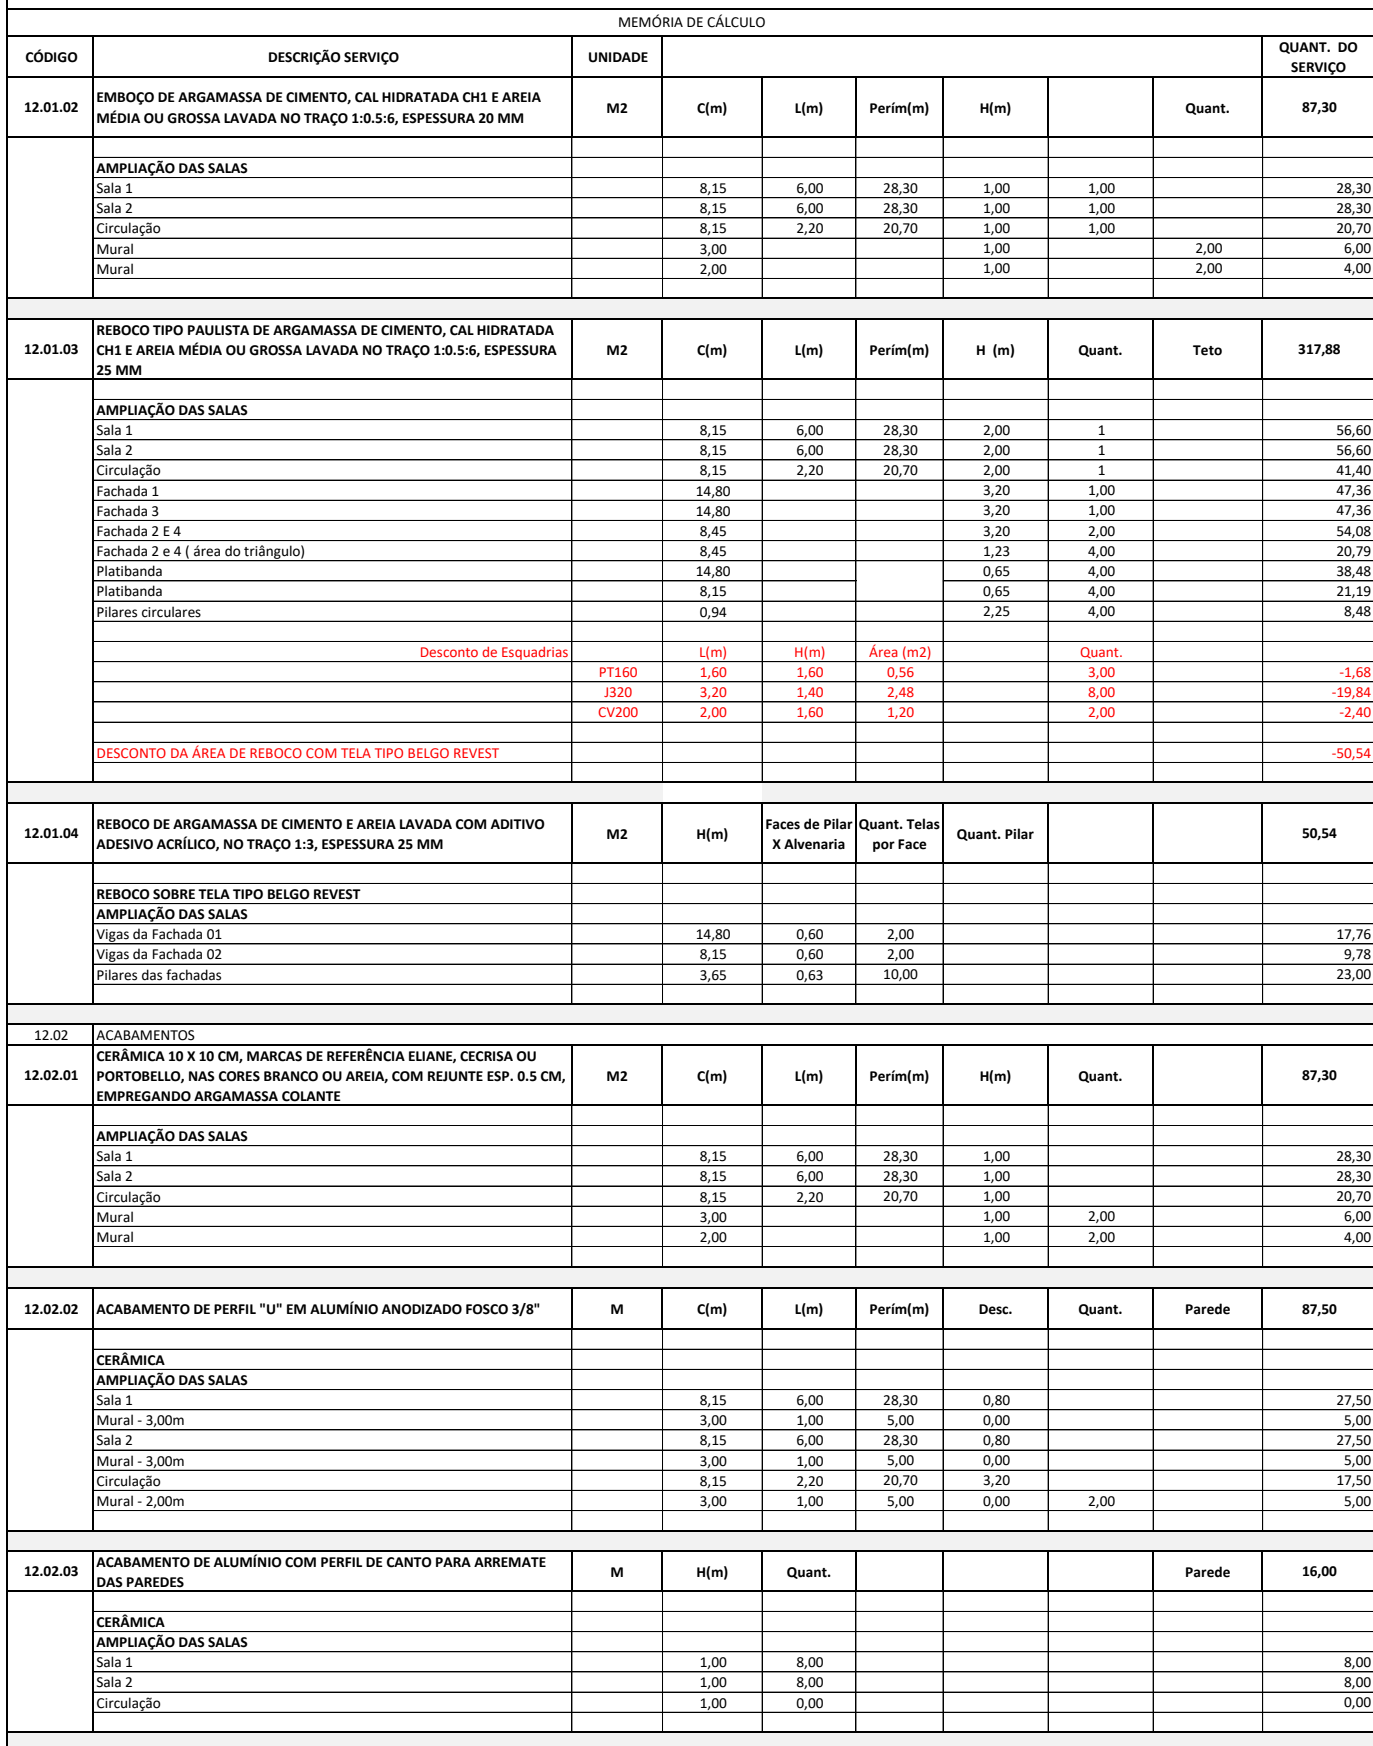 MEMÓRIA DE CÁLCULO
CÓDIGO DESCRIÇÃO SERVIÇO UNIDADE QUANT. DO SERVIÇO
12.01.02 EMBOÇO DE ARGAMASSA DE CIMENTO, CAL HIDRATADA CH1 E AREIA
MÉDIA OU GROSSA LAVADA NO TRAÇO 1:0.5:6, ESPESSURA 20 MM M2 C(m) L(m) Perím(m) H(m) Quant. 87,30
AMPLIAÇÃO DAS SALAS
Sala 1 8,15 6,00 28,30 1,00 1,00 28,30
Sala 2 8,15 6,00 28,30 1,00 1,00 28,30
Circulação 8,15 2,20 20,70 1,00 1,00 20,70
Mural 3,00 1,00 2,00 6,00
Mural 2,00 1,00 2,00 4,00
12.01.03 REBOCO TIPO PAULISTA DE ARGAMASSA DE CIMENTO, CAL HIDRATADA
CH1 E AREIA MÉDIA OU GROSSA LAVADA NO TRAÇO 1:0.5:6, ESPESSURA
25 MM M2 C(m) L(m) Perím(m) H (m) Quant. Teto 317,88
AMPLIAÇÃO DAS SALAS
Sala 1 8,15 6,00 28,30 2,00 1 56,60
Sala 2 8,15 6,00 28,30 2,00 1 56,60
Circulação 8,15 2,20 20,70 2,00 1 41,40
Fachada 1 14,80 3,20 1,00 47,36
Fachada 3 14,80 3,20 1,00 47,36
Fachada 2 E 4 8,45 3,20 2,00 54,08
Fachada 2 e 4 ( área do triângulo) 8,45 1,23 4,00 20,79
Platibanda 14,80 0,65 4,00 38,48
Platibanda 8,15 0,65 4,00 21,19
Pilares circulares 0,94 2,25 4,00 8,48
Desconto de Esquadrias L(m) H(m) Área (m2) Quant.
PT160 1,60 1,60 0,56 3,00 -1,68
J320 3,20 1,40 2,48 8,00 -19,84
CV200 2,00 1,60 1,20 2,00 -2,40
DESCONTO DA ÁREA DE REBOCO COM TELA TIPO BELGO REVEST -50,54
12.01.04 REBOCO DE ARGAMASSA DE CIMENTO E AREIA LAVADA COM ADITIVO
ADESIVO ACRÍLICO, NO TRAÇO 1:3, ESPESSURA 25 MM M2 H(m) Faces de Pilar X Alvenaria Quant. Telas por Face Quant. Pilar 50,54
REBOCO SOBRE TELA TIPO BELGO REVEST
AMPLIAÇÃO DAS SALAS
Vigas da Fachada 01 14,80 0,60 2,00 17,76
Vigas da Fachada 02 8,15 0,60 2,00 9,78
Pilares das fachadas 3,65 0,63 10,00 23,00
12.02 ACABAMENTOS
12.02.01 CERÂMICA 10 X 10 CM, MARCAS DE REFERÊNCIA ELIANE, CECRISA OU
PORTOBELLO, NAS CORES BRANCO OU AREIA, COM REJUNTE ESP. 0.5 CM,
EMPREGANDO ARGAMASSA COLANTE M2 C(m) L(m) Perím(m) H(m) Quant. 87,30
AMPLIAÇÃO DAS SALAS
Sala 1 8,15 6,00 28,30 1,00 28,30
Sala 2 8,15 6,00 28,30 1,00 28,30
Circulação 8,15 2,20 20,70 1,00 20,70
Mural 3,00 1,00 2,00 6,00
Mural 2,00 1,00 2,00 4,00
12.02.02 ACABAMENTO DE PERFIL "U" EM ALUMÍNIO ANODIZADO FOSCO 3/8" M C(m) L(m) Perím(m) Desc. Quant. Parede 87,50
CERÂMICA
AMPLIAÇÃO DAS SALAS
Sala 1 8,15 6,00 28,30 0,80 27,50
Mural - 3,00m 3,00 1,00 5,00 0,00 5,00
Sala 2 8,15 6,00 28,30 0,80 27,50
Mural - 3,00m 3,00 1,00 5,00 0,00 5,00
Circulação 8,15 2,20 20,70 3,20 17,50
Mural - 2,00m 3,00 1,00 5,00 0,00 2,00 5,00
12.02.03 ACABAMENTO DE ALUMÍNIO COM PERFIL DE CANTO PARA ARREMATE
DAS PAREDES M H(m) Quant. Parede 16,00
CERÂMICA
AMPLIAÇÃO DAS SALAS
Sala 1 1,00 8,00 8,00
Sala 2 1,00 8,00 8,00
Circulação 1,00 0,00 0,00